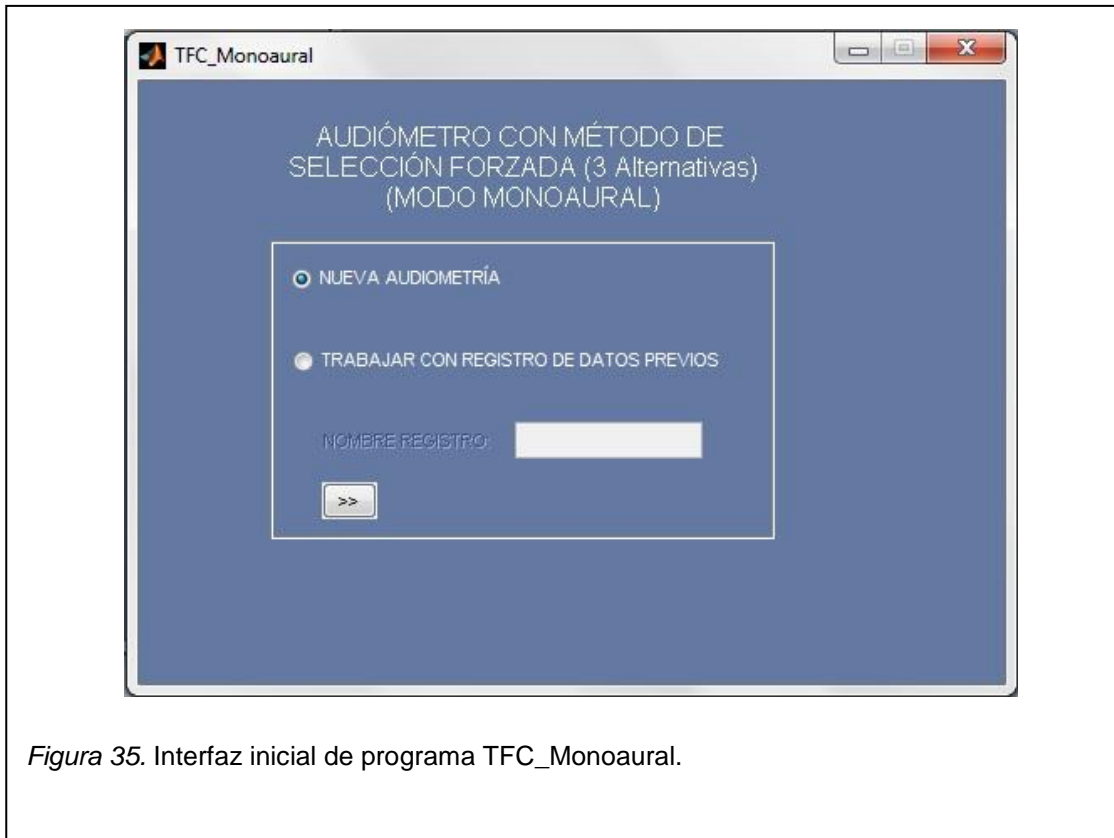 TFC_Monoaural
AUDIÓMETRO CON MÉTODO DE
SELECCIÓN FORZADA (3 Alternativas)
(MODO MONOAURAL)
NUEVA AUDIOMETRÍA
TRABAJAR CON REGISTRO DE DATOS PREVIOS
NOMBRE REGISTRO:
>>
Figura 35. Interfaz inicial de programa TFC_Monoaural.